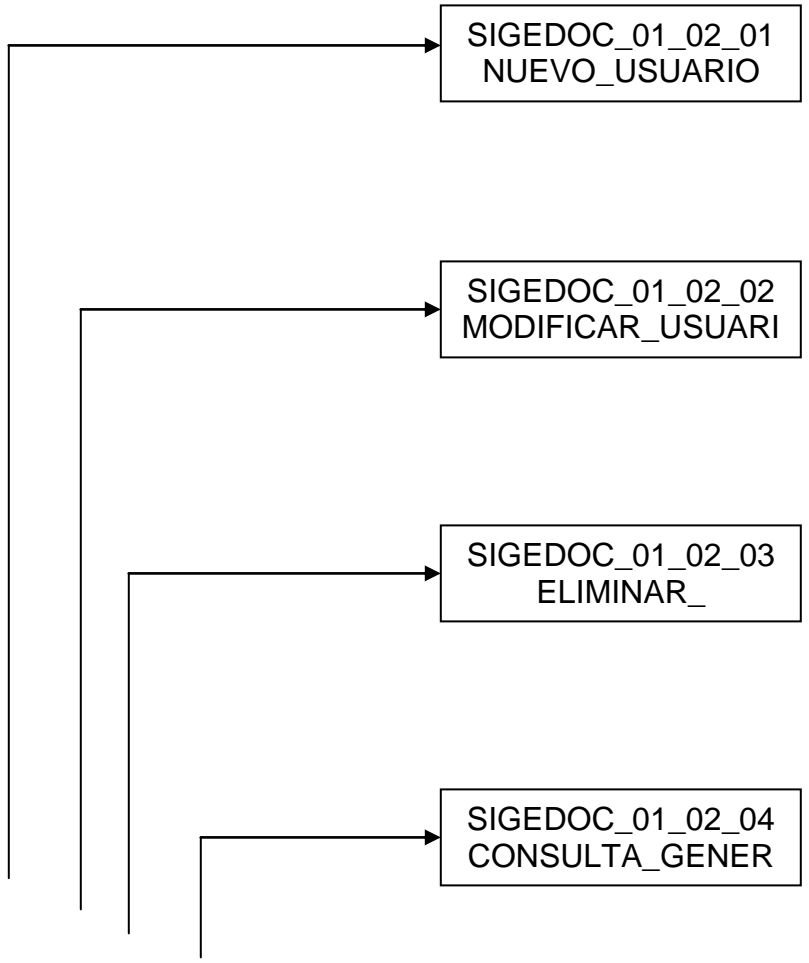 SIGEDOC_01_02_01
NUEVO_USUARIO
SIGEDOC_01_02_02
MODIFICAR_USUARI
SIGEDOC_01_02_03
ELIMINAR_
SIGEDOC_01_02_04
CONSULTA_GENER